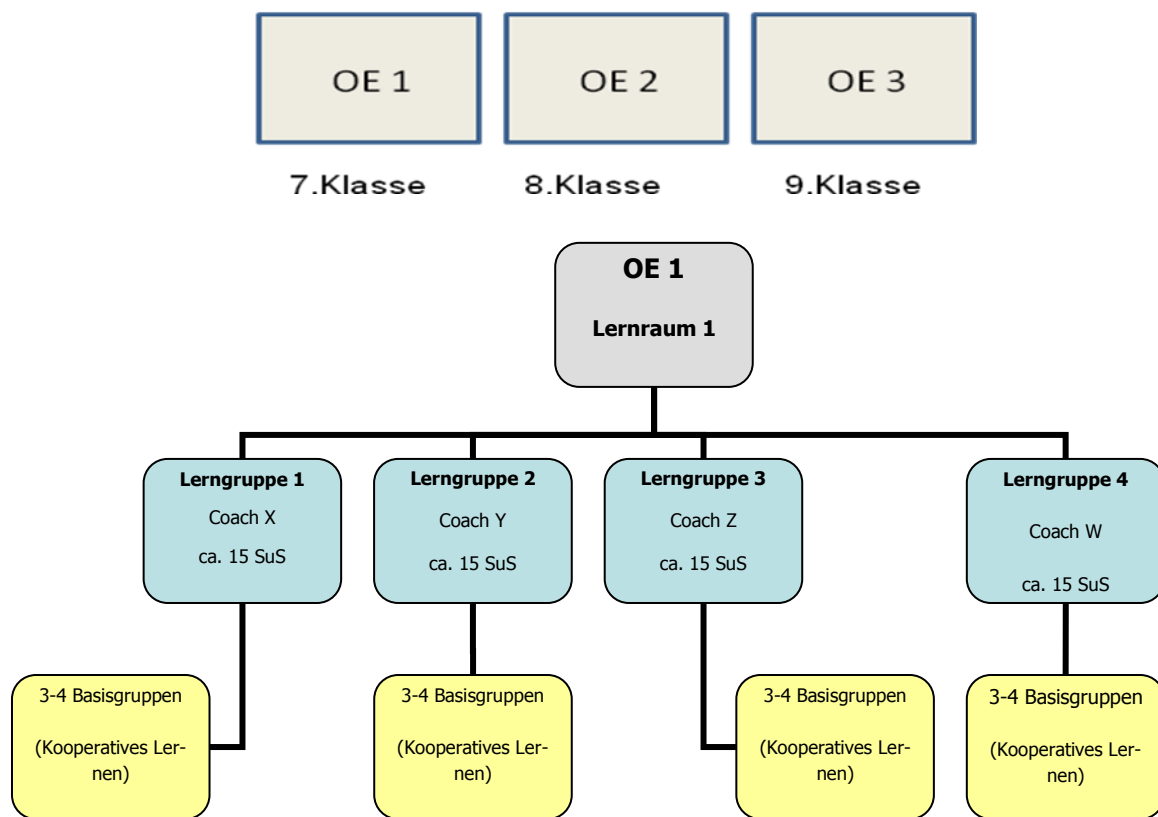 OE 1
OE 2
OE 3
7.Klasse
8.Klasse
9.Klasse
OE 1
Lernraum 1
Lerngruppe 1
Coach X
ca. 15 SuS
Lerngruppe 2
Coach Y
ca. 15 SuS
Lerngruppe 3
Coach Z
ca. 15 SuS
Lerngruppe 4
Coach W
ca. 15 SuS
3-4 Basisgruppen
(Kooperatives Ler-
nen)
3-4 Basisgruppen
(Kooperatives Ler-
nen)
3-4 Basisgruppen
(Kooperatives Ler-
nen)
3-4 Basisgruppen
(Kooperatives Ler-
nen)